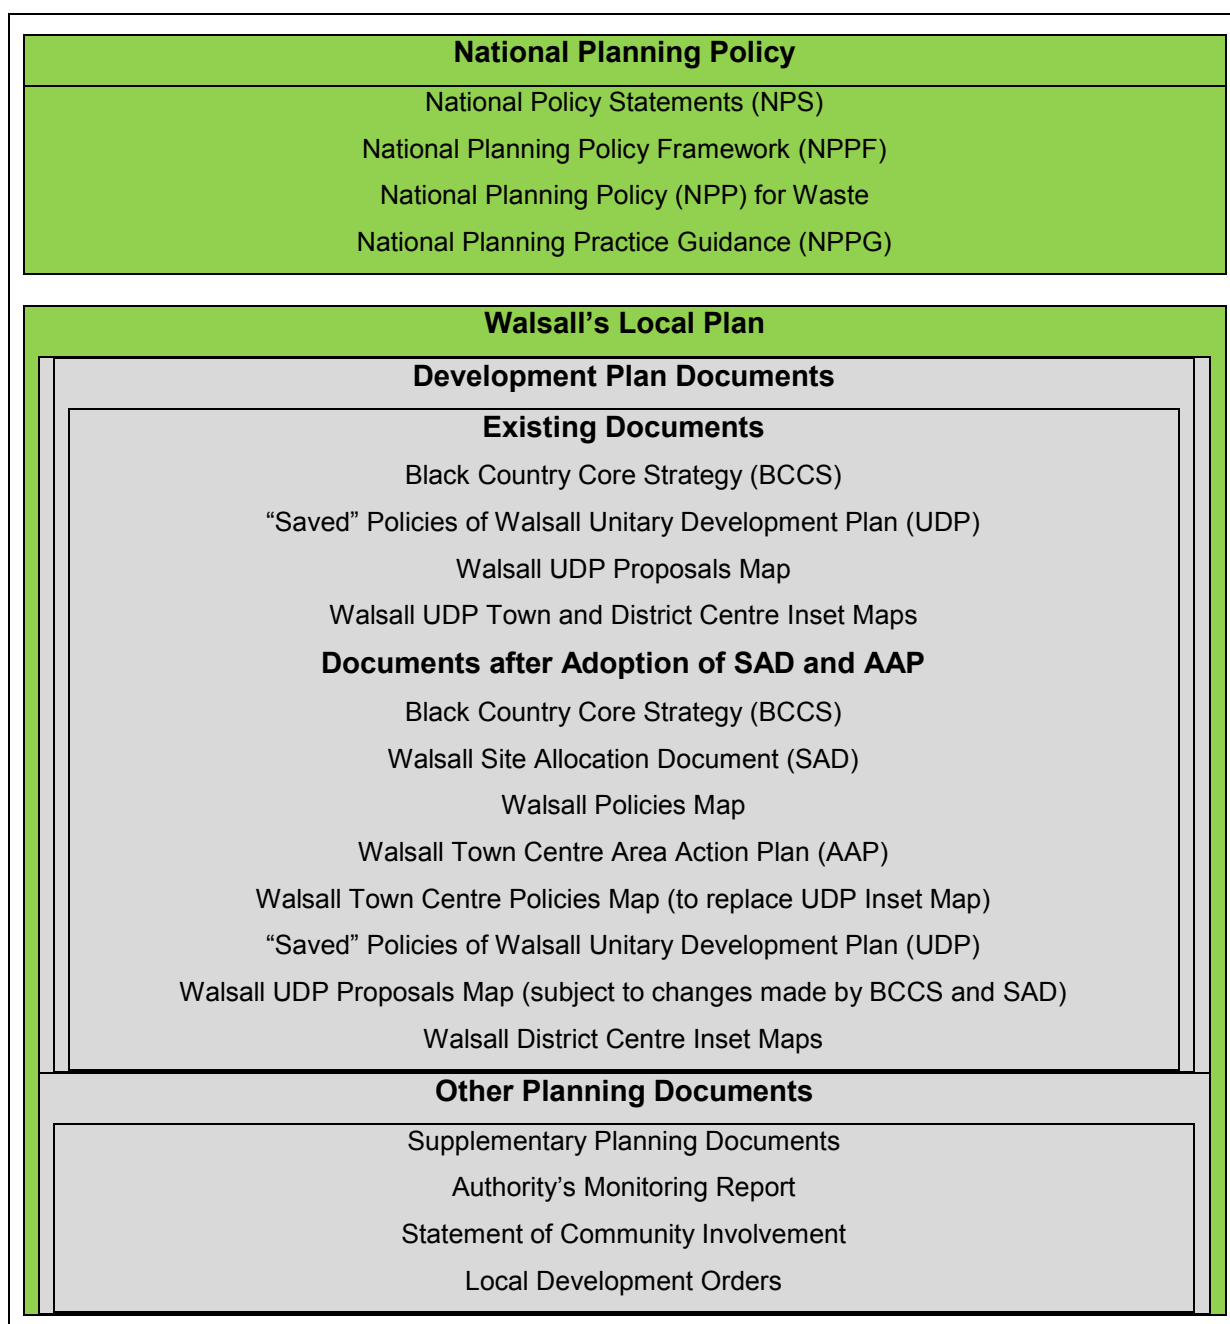 National Planning Policy
National Policy Statements (NPS)
National Planning Policy Framework (NPPF)
National Planning Policy (NPP) for Waste
National Planning Practice Guidance (NPPG)
Walsall’s Local Plan
Development Plan Documents
Existing Documents
Black Country Core Strategy (BCCS)
“Saved” Policies of Walsall Unitary Development Plan (UDP)
Walsall UDP Proposals Map
Walsall UDP Town and District Centre Inset Maps
Documents after Adoption of SAD and AAP
Black Country Core Strategy (BCCS)
Walsall Site Allocation Document (SAD)
Walsall Policies Map
Walsall Town Centre Area Action Plan (AAP)
Walsall Town Centre Policies Map (to replace UDP Inset Map)
“Saved” Policies of Walsall Unitary Development Plan (UDP)
Walsall UDP Proposals Map (subject to changes made by BCCS and SAD)
Walsall District Centre Inset Maps
Other Planning Documents
Supplementary Planning Documents
Authority’s Monitoring Report
Statement of Community Involvement
Local Development Orders